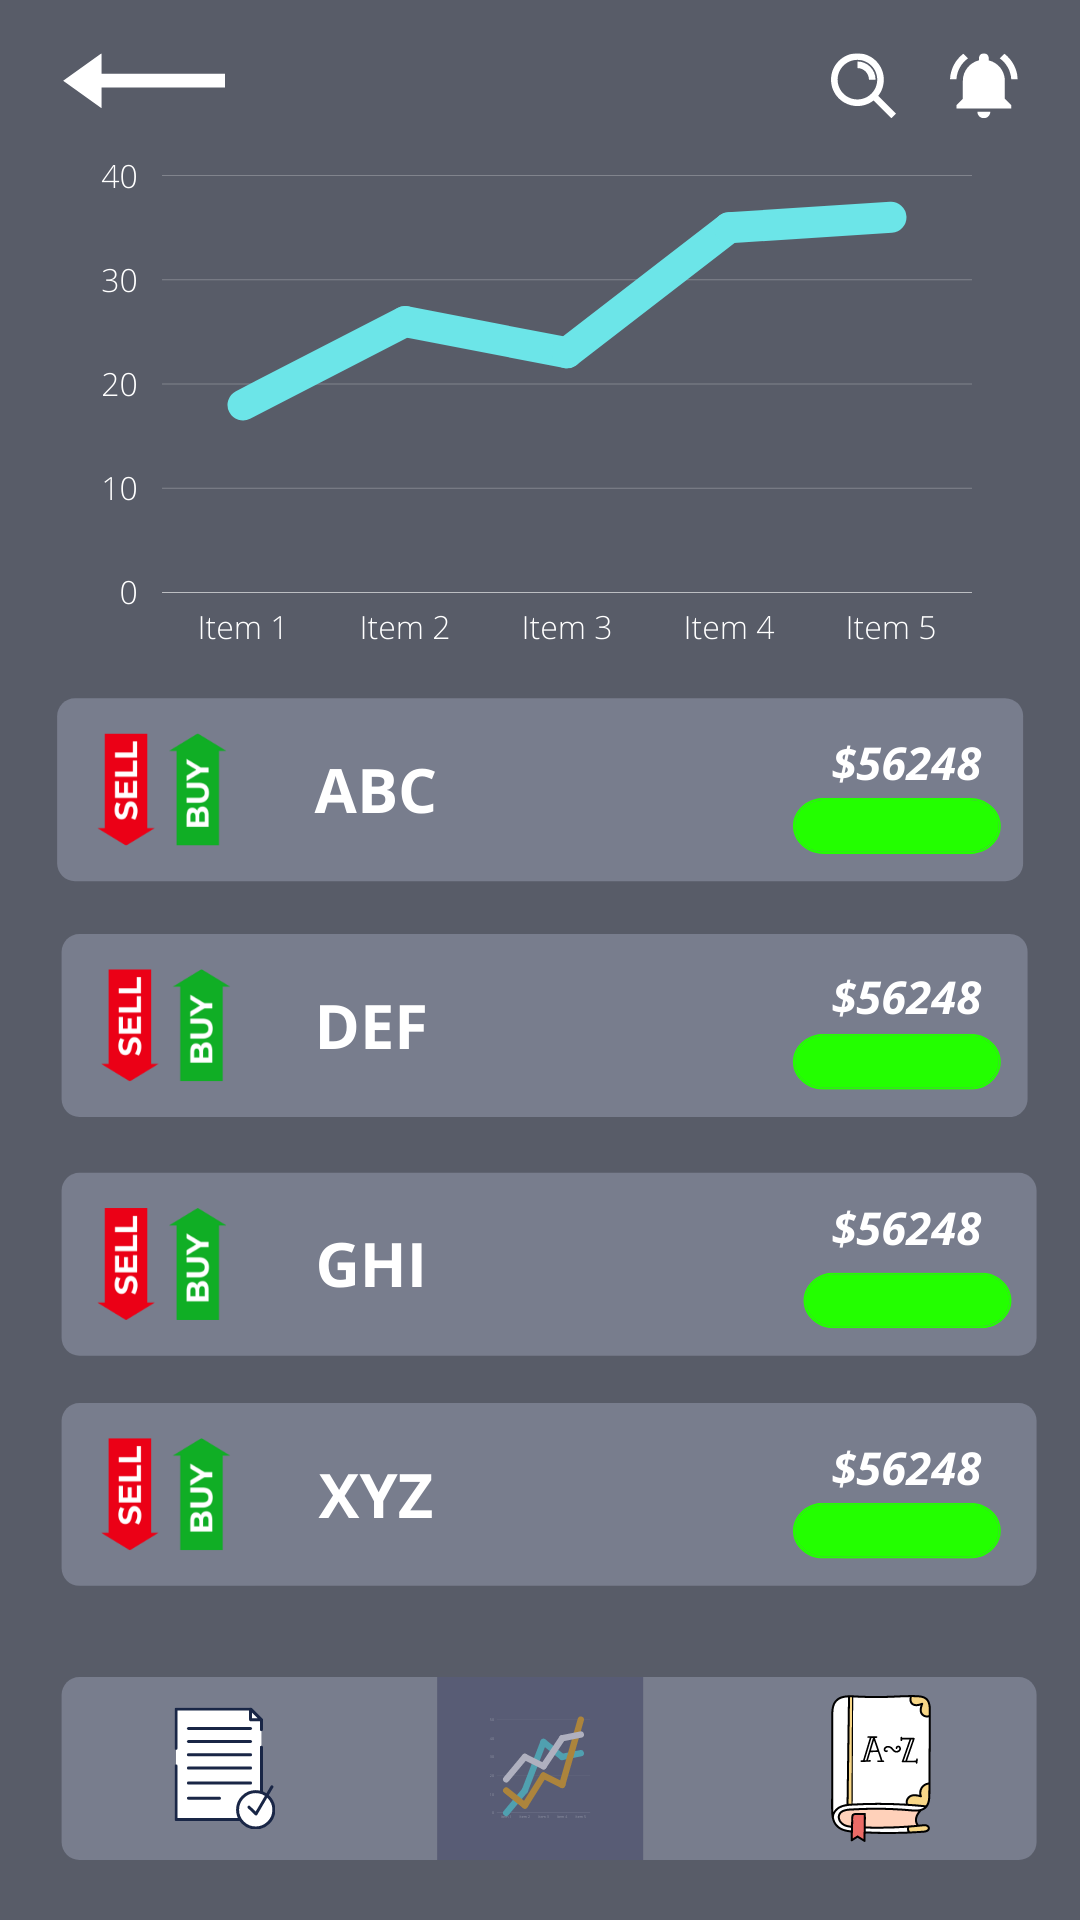 40
30
20
10
0
Item 1 Item 2 Item 3 Item 4 Item 5
SELL BUY ABC $56248
SELL BUY DEF $56248
SELL BUY GHI $56248
SELL BUY XYZ $56248
A~Z